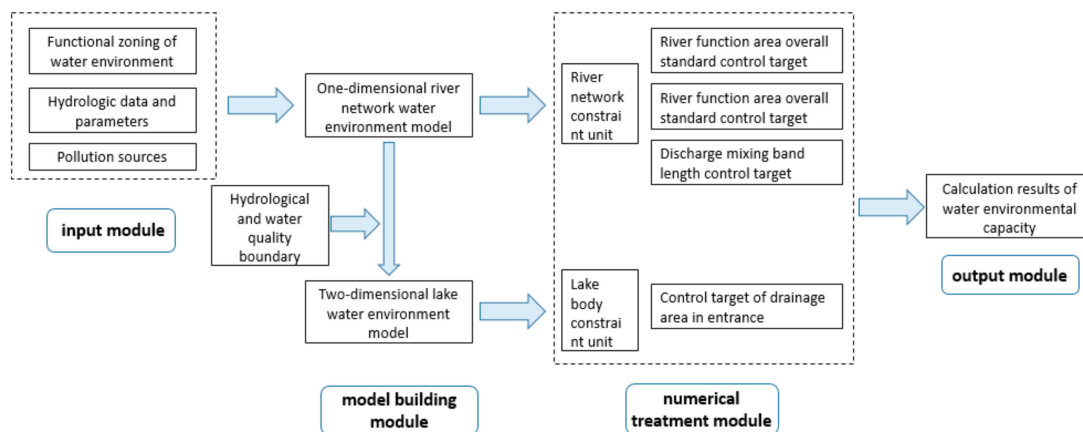 Functional zoning of
water environment
Hydrologic data and
parameters
Pollution sources
input module
Hydrological
and water
quality
boundary
One-dimensional river
network water
environment model
Two-dimensional lake
water environment
model
model building
module
River
network
constrai
nt unit
River function area overall
standard control target
River function area overall
standard control target
Discharge mixing band
length control target
Lake
body
constrai
nt unit
Control target of drainage
area in entrance
numerical
treatment module
Calculation results of
water environmental
capacity
output module